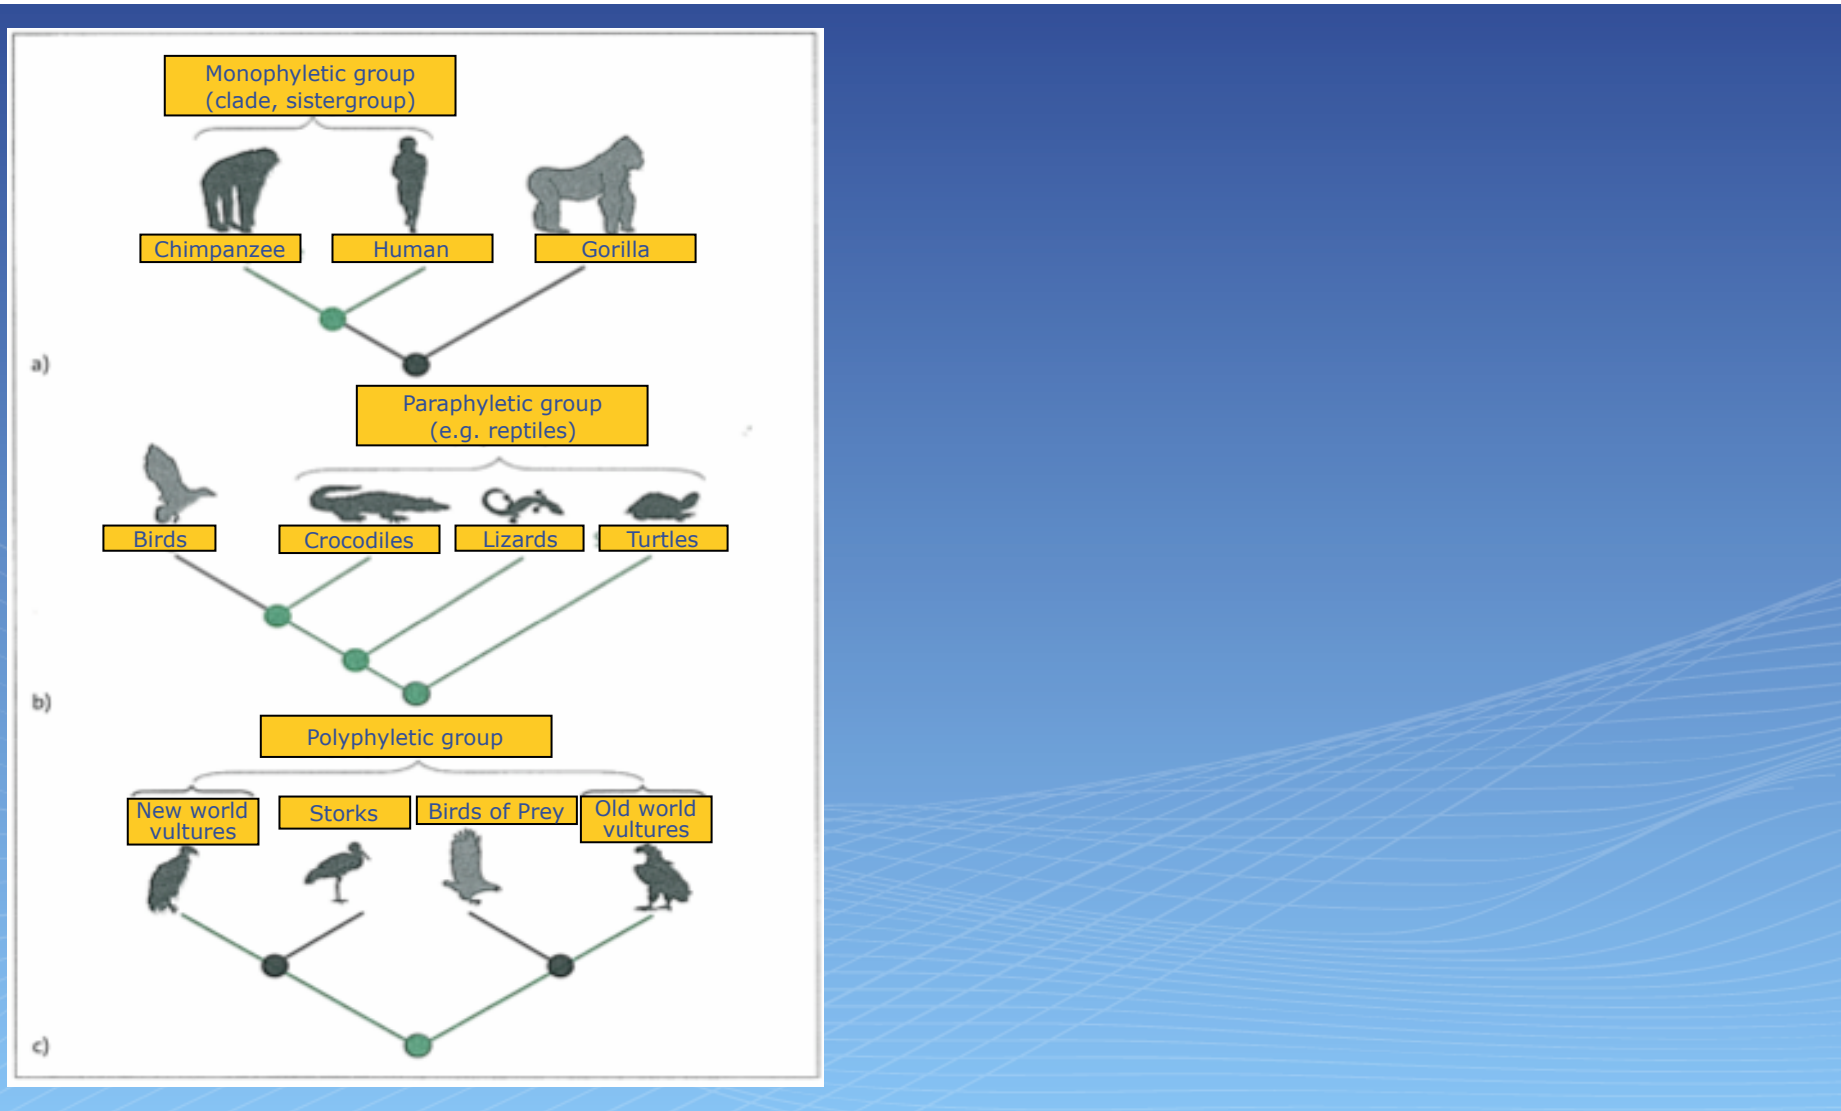 Monophyletic group
(clade, sistergroup)
Chimpanzee
Human
Gorilla
a)
Paraphyletic group
(e.g. reptiles)
Birds
Crocodiles
Lizards
Turtles
b)
Polyphyletic group
New world
vultures
Storks
Birds of Prey
Old world
vultures
c)